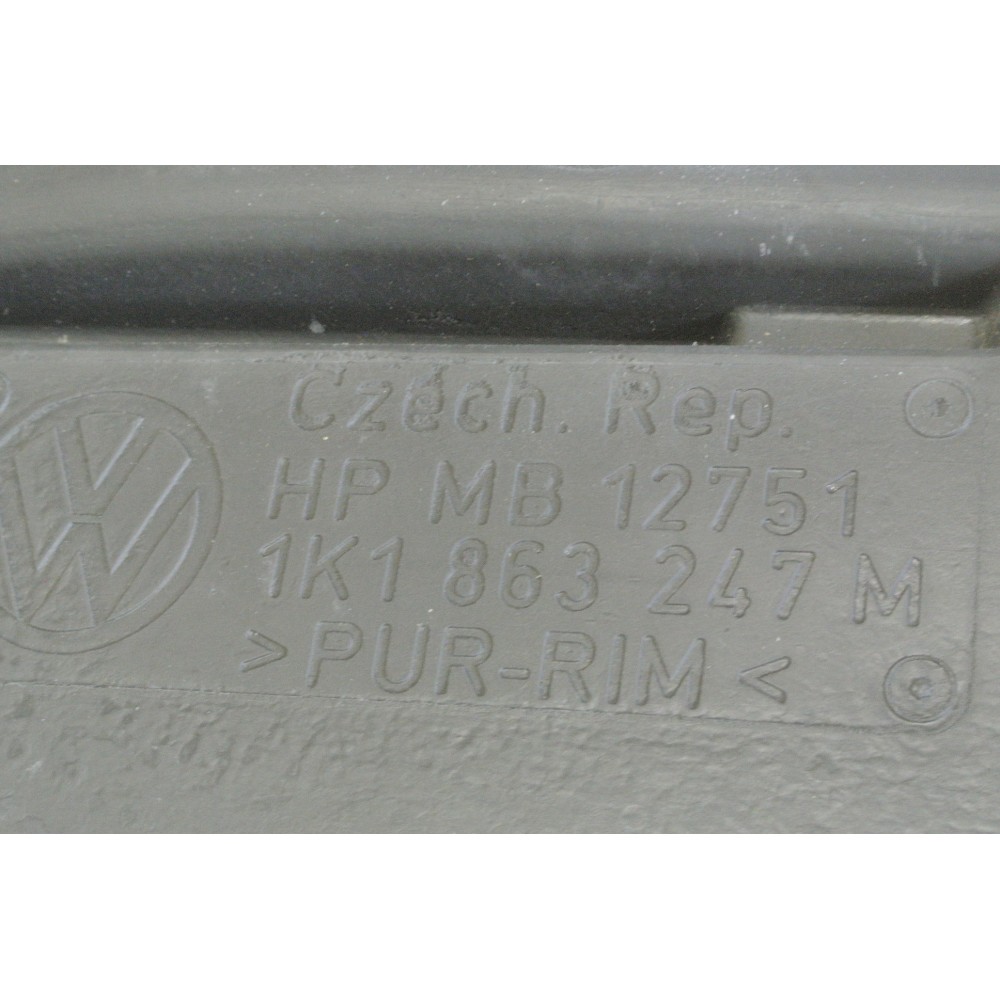 Czech. Rep.
HP MB 12751
1K1 863 247 M
>PUR-RIM<